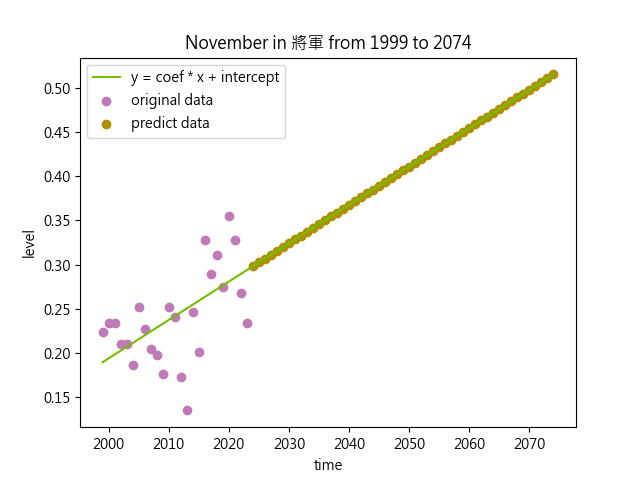 November in 將軍 from 1999 to 2074
y = coef * x + intercept
original data
predict data
0.50
0.45
0.40
0.35
0.30
0.25
0.20
0.15
level
2000 2010 2020 2030 2040 2050 2060 2070
time